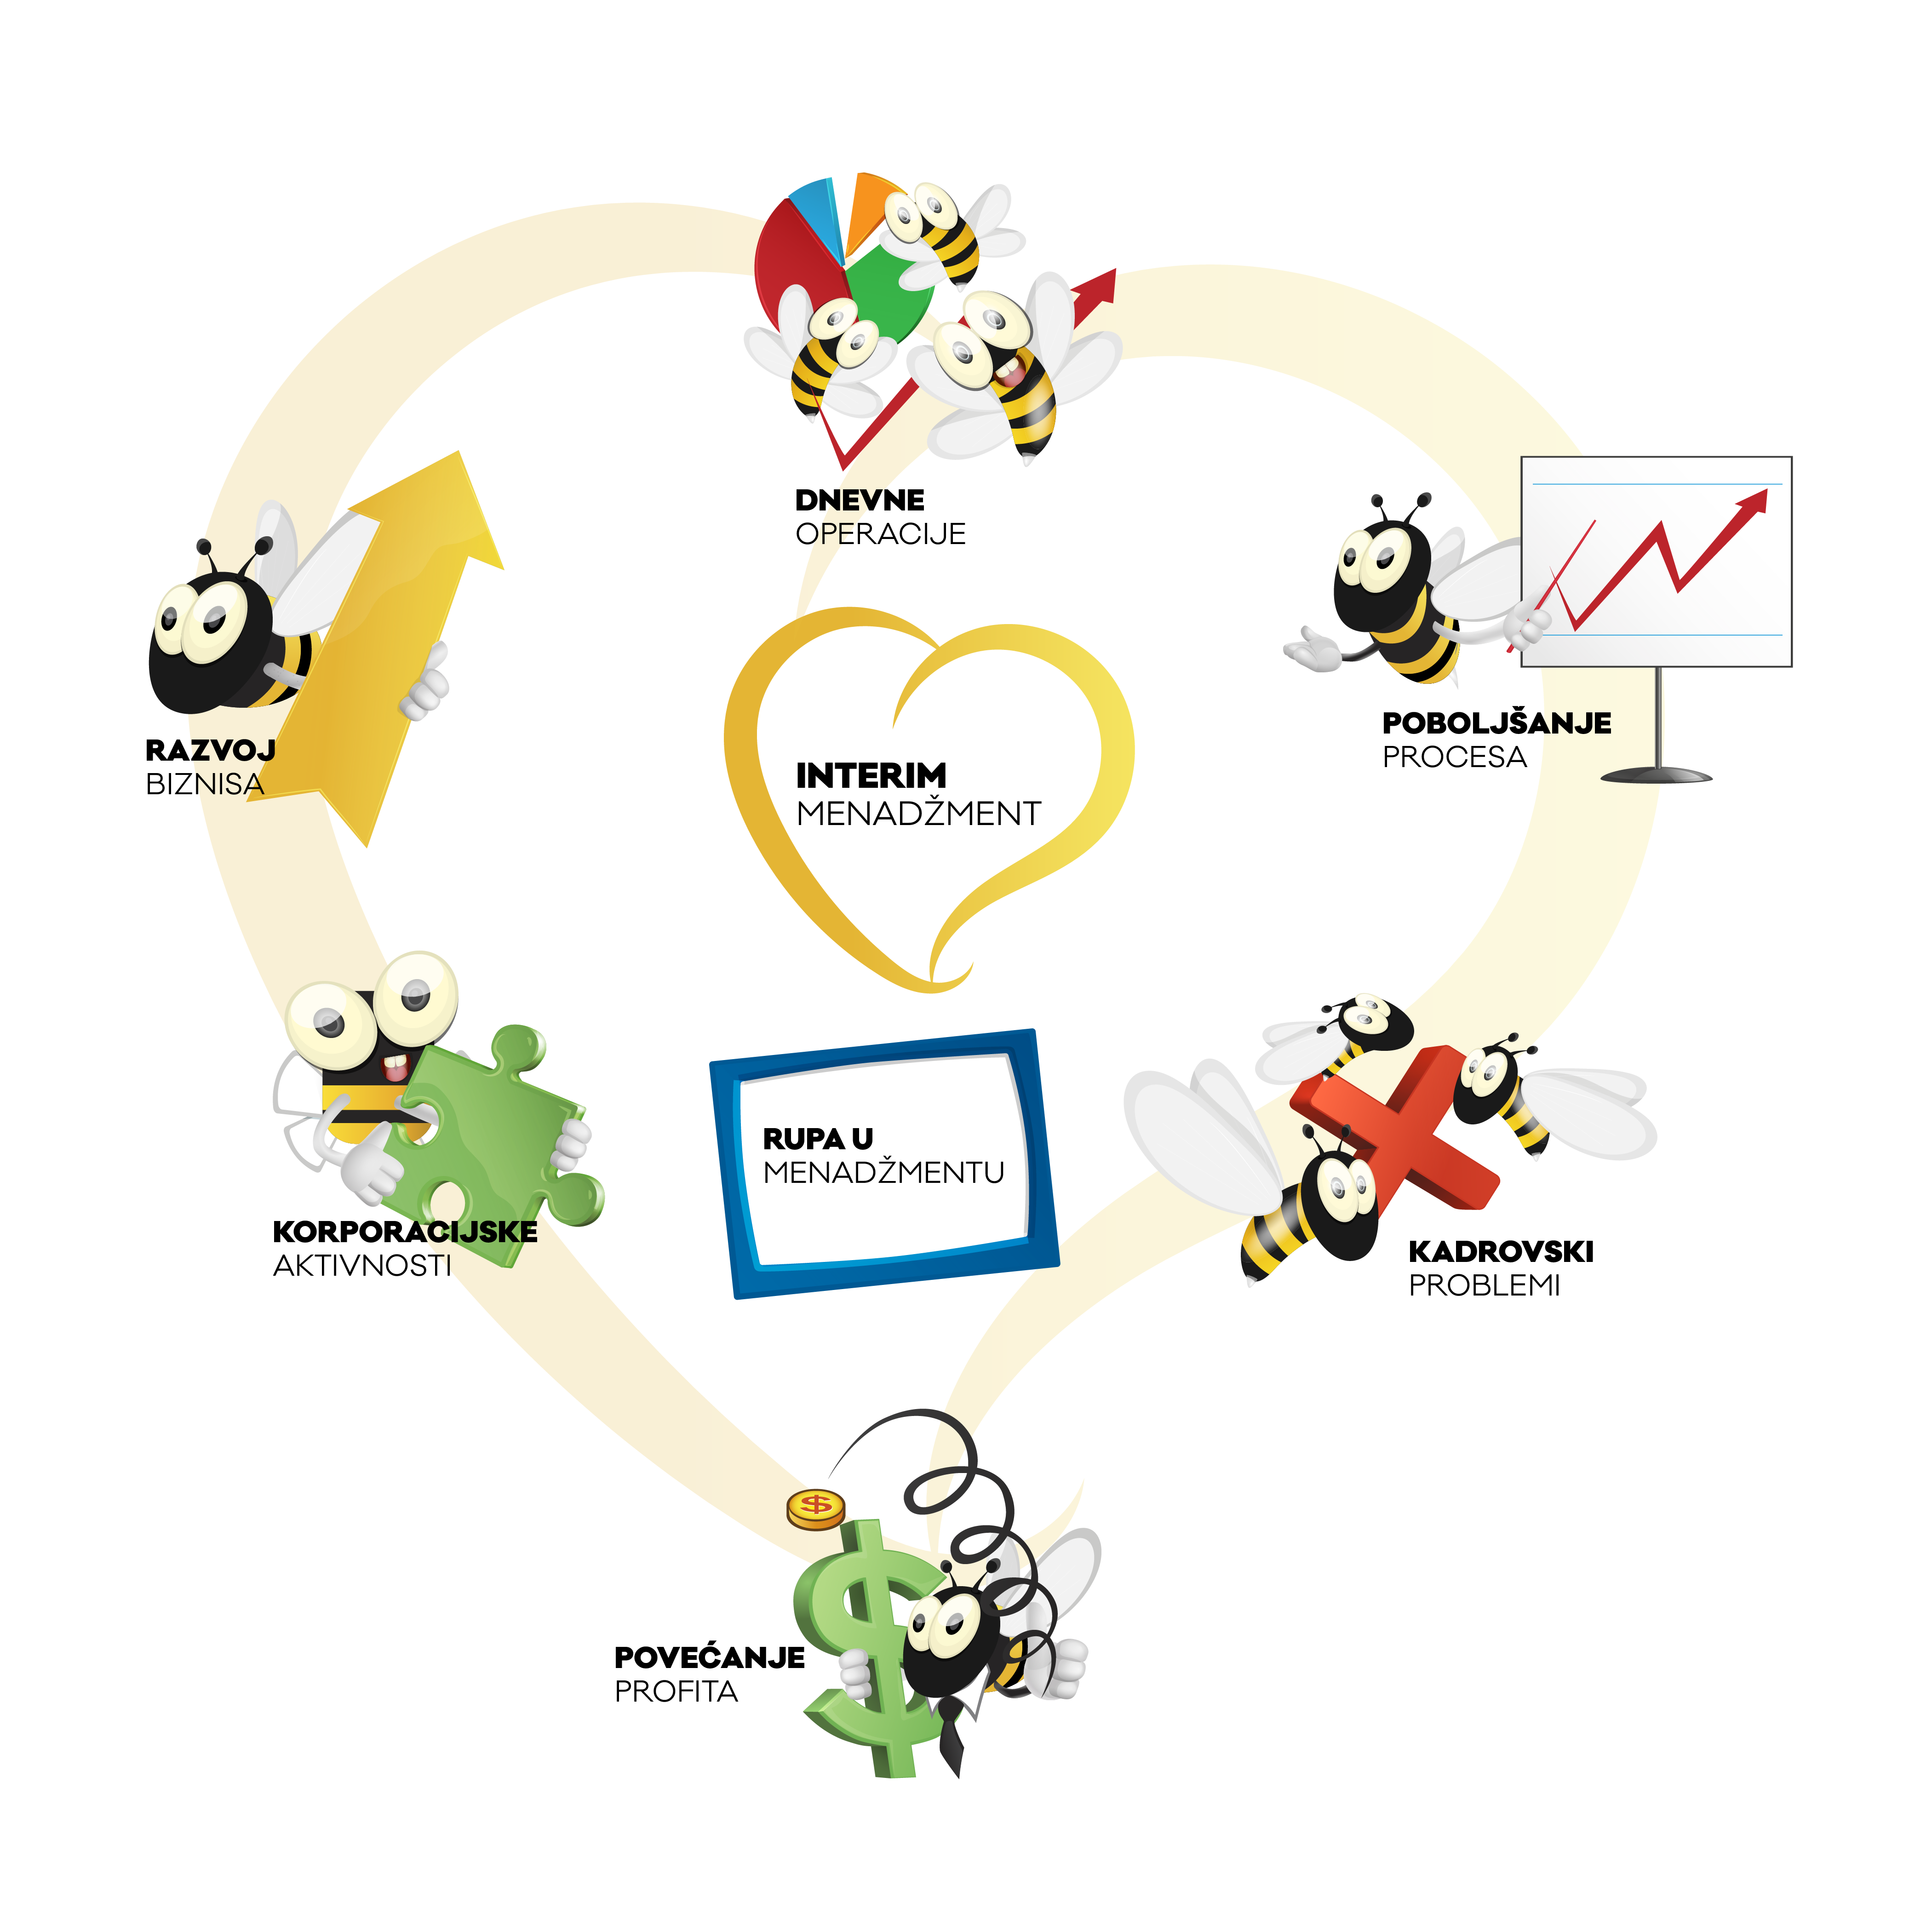 DNEVNE
OPERACIJE
RAZVOJ
BIZNISA
POBOLJŠANJE
PROCESA
INTERIM
MENADŽMENT
RUPA U
MENADŽMENTU
KORPORACIJSKE
AKTIVNOSTI
KADROVSKI
PROBLEMI
$
POVEĆANJE
PROFITA